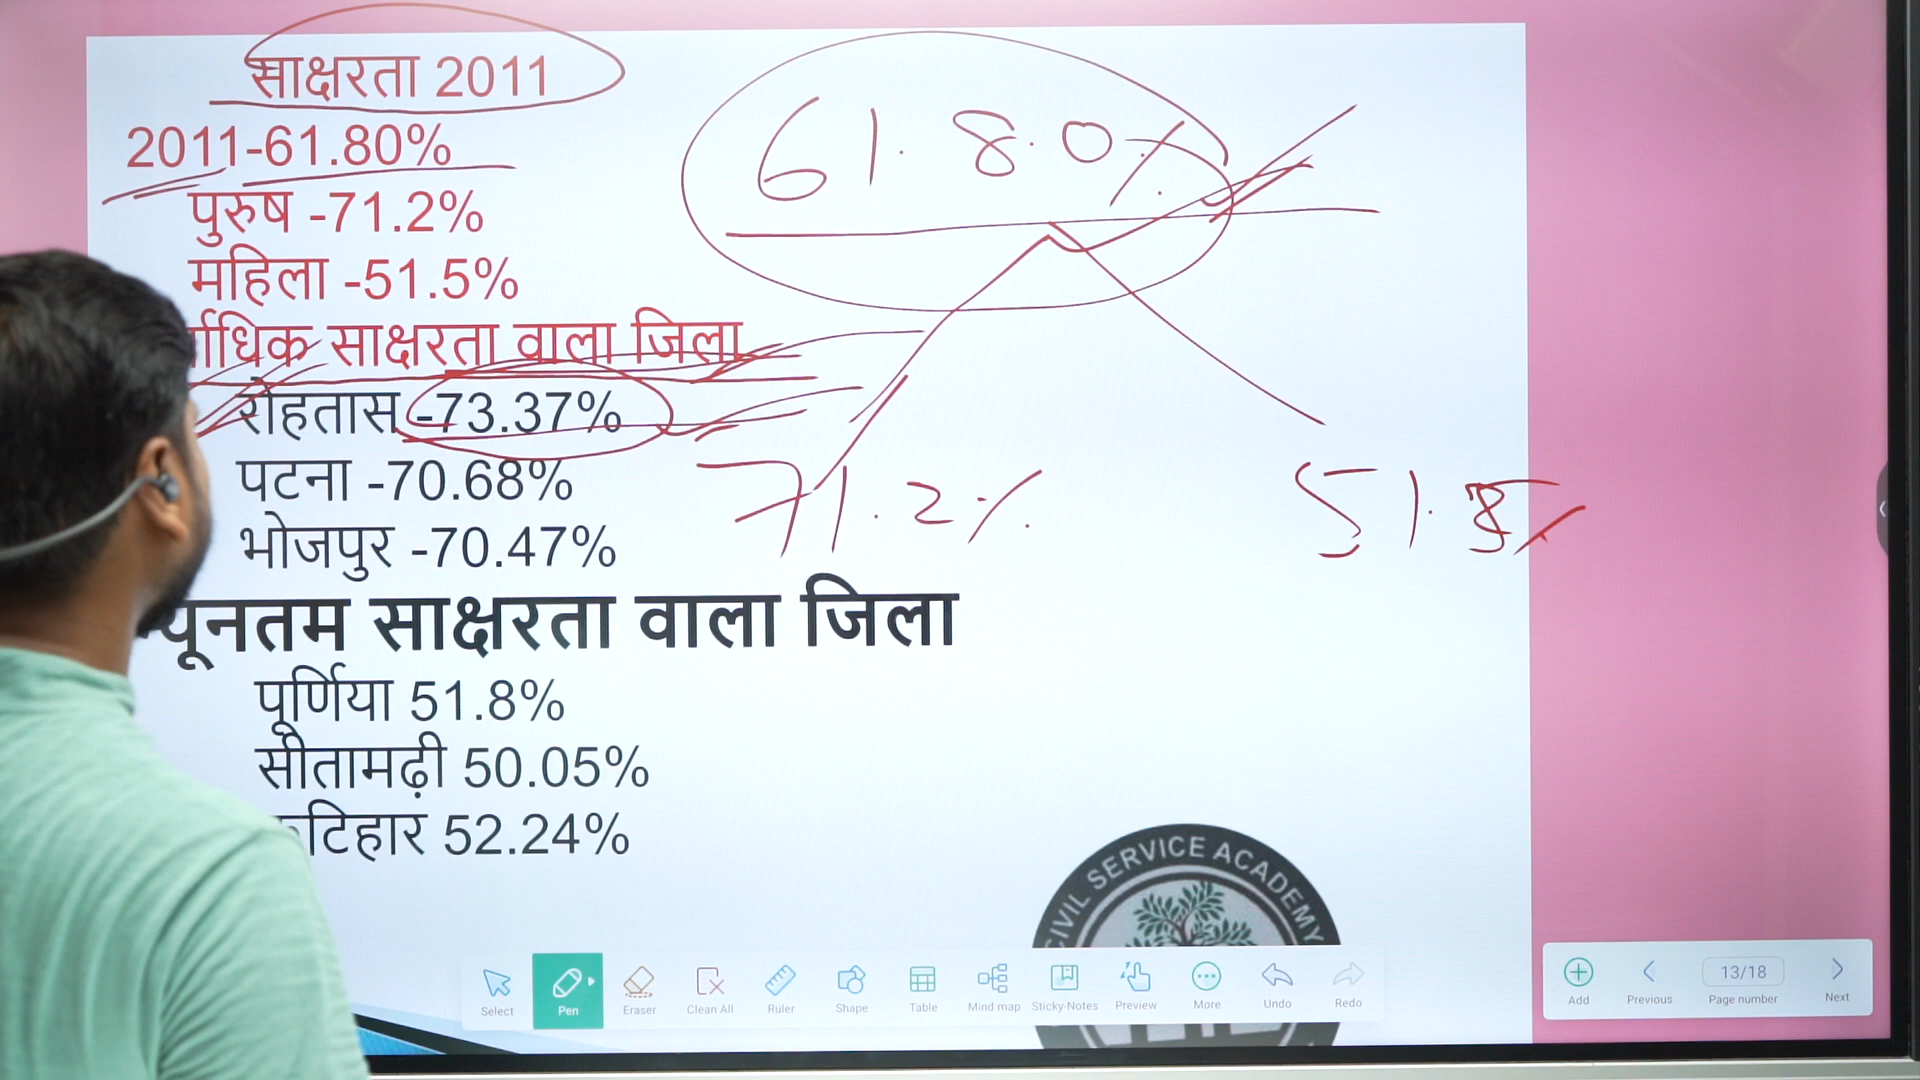 साक्षरता 2011
2011-61.80%
पुरुष -71.2%
महिला -51.5%
साक्षरता वाला जिला
रोहतास -73.37%
पटना -70.68%
भोजपुर -70.47%
साक्षरता वाला जिला
पूर्णिया 51.8%
सीतामढ़ी 50.05%
52.24%
61.80%
71.2%
CIVIL SERVICE ACADEMY
Select
Pen
Eraser
Clean All
Ruler
Shape
Table
Mind map
Sticky-Notes
Preview
More
Undo
Redo
Add
Previous
13/18
Page number
Next